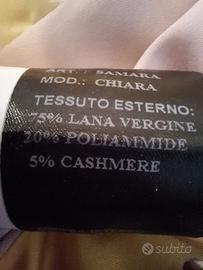 ART.: SAMARA
MOD.: CHIARA
TESSUTO ESTERNO:
75% LANA VERGINE
20% POLIAMMIDE
5% CASHMERE
subito